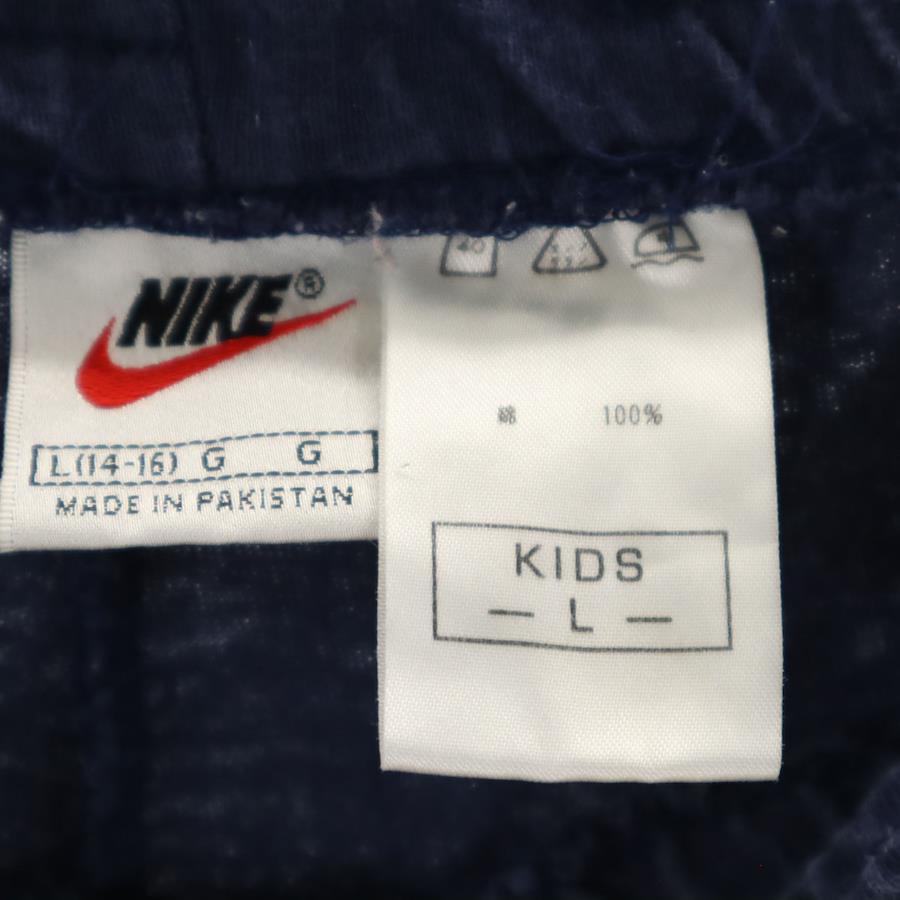 NIKE®
L(14-16) G G
MADE IN PAKISTAN
40
綿 100%
KIDS
— L —